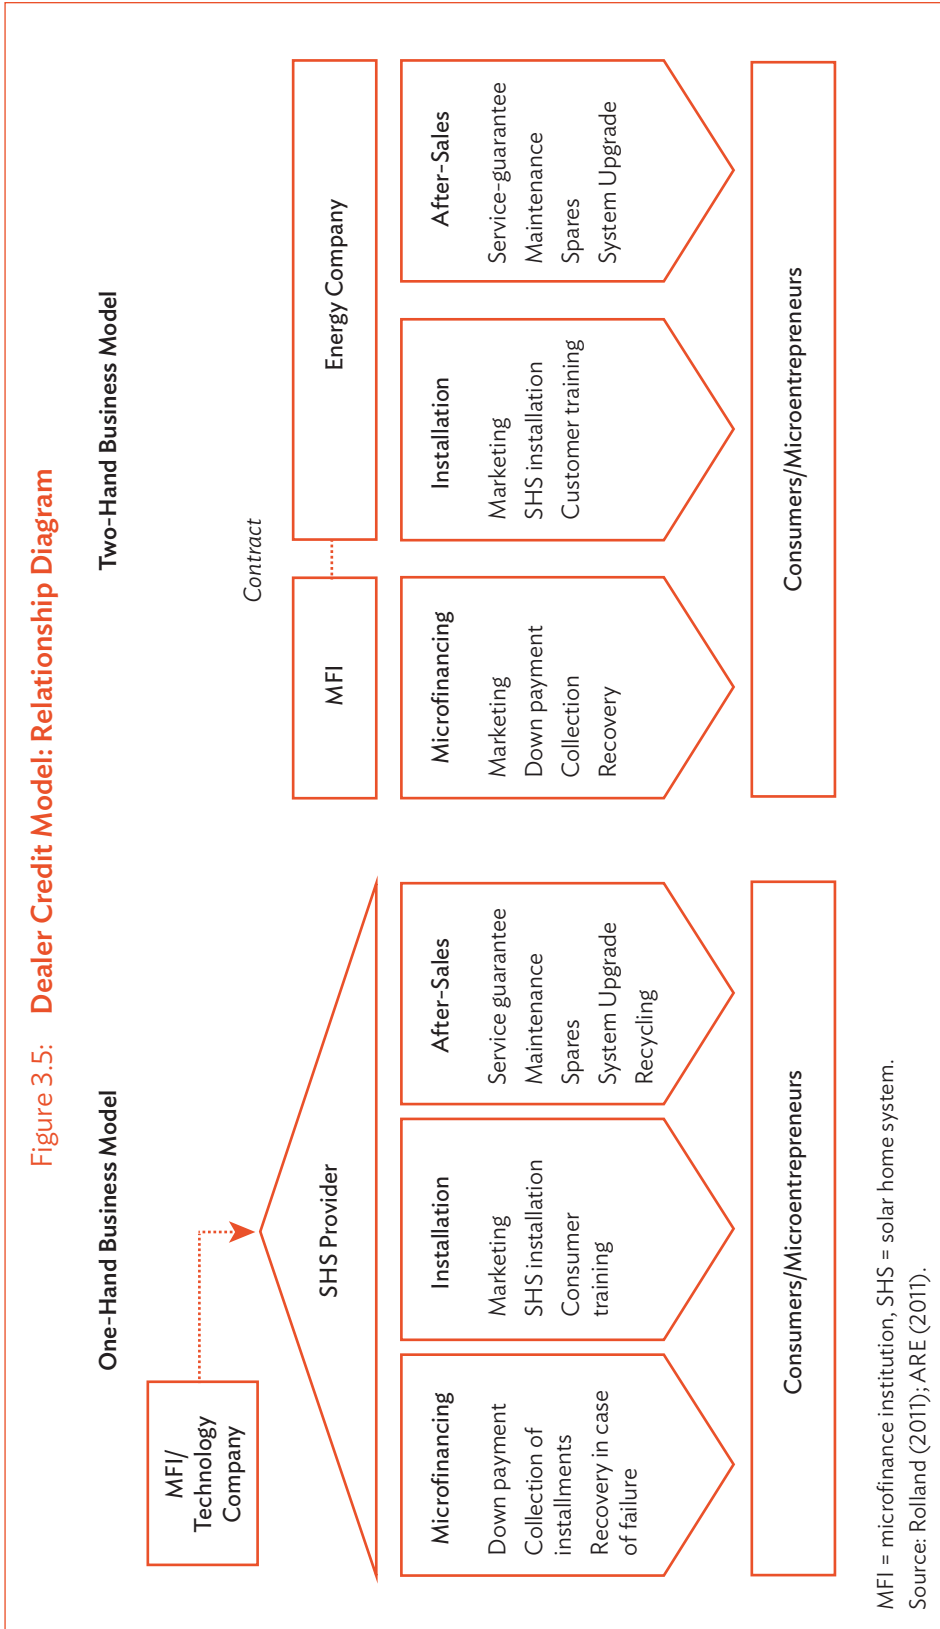 Figure 3.5: Dealer Credit Model: Relationship Diagram
One-Hand Business Model
MFI/
Technology
Company
SHS Provider
Microfinancing
Down payment
Collection of
installments
Recovery in case
of failure
Installation
Marketing
SHS installation
Consumer
training
After-Sales
Service guarantee
Maintenance
Spares
System Upgrade
Recycling
Consumers/Microentrepreneurs
Two-Hand Business Model
Contract
MFI
Energy Company
Microfinancing
Marketing
Down payment
Collection
Recovery
Installation
Marketing
SHS installation
Customer training
After-Sales
Service-guarantee
Maintenance
Spares
System Upgrade
Consumers/Microentrepreneurs
MFI = microfinance institution, SHS = solar home system.
Source: Rolland (2011); ARE (2011).